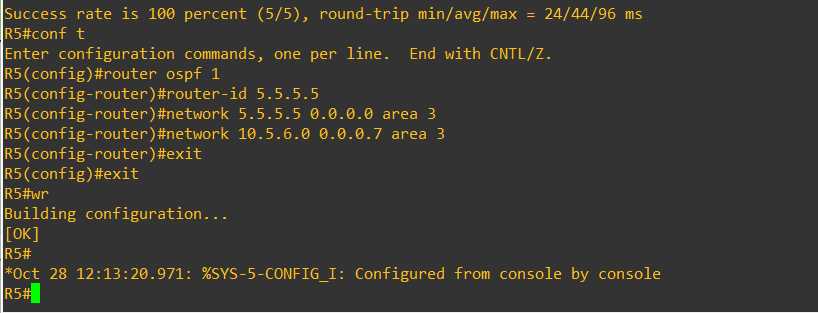 Success rate is 100 percent (5/5), round-trip min/avg/max = 24/44/96 ms
R5#conf t
Enter configuration commands, one per line.  End with CNTL/Z.
R5(config)#router ospf 1
R5(config-router)#router-id 5.5.5.5
R5(config-router)#network 5.5.5.5 0.0.0.0 area 3
R5(config-router)#network 10.5.6.0 0.0.0.7 area 3
R5(config-router)#exit
R5(config)#exit
R5#wr
Building configuration...
[OK]
R5#
*Oct 28 12:13:20.971: %SYS-5-CONFIG_I: Configured from console by console
R5#